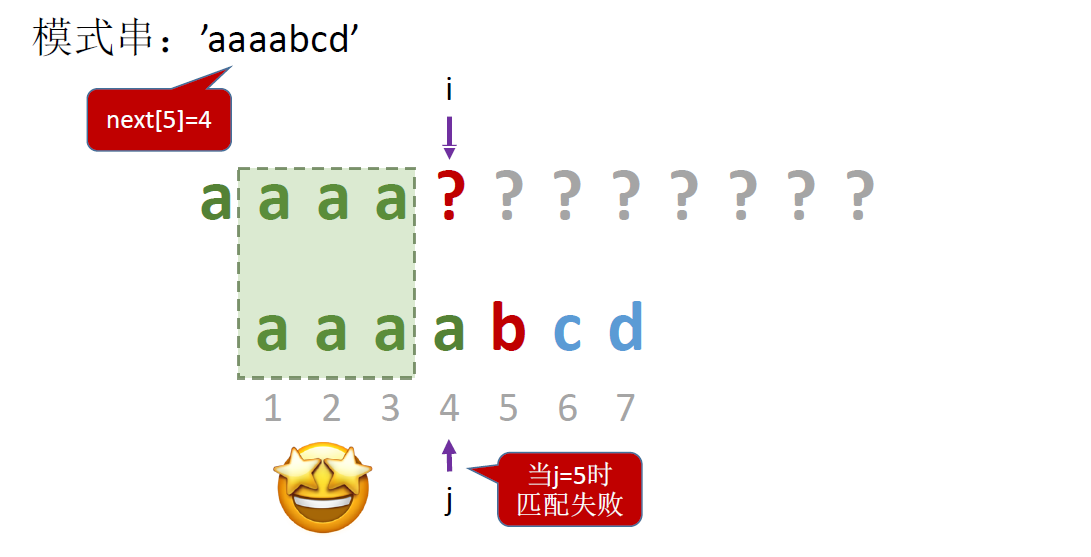 模式串：’aaaabcd’
next[5]=4
i
a a a a ? ? ? ? ? ? ? ?
a a a a b c d
1 2 3 4 5 6 7
j
当j=5时
匹配失败